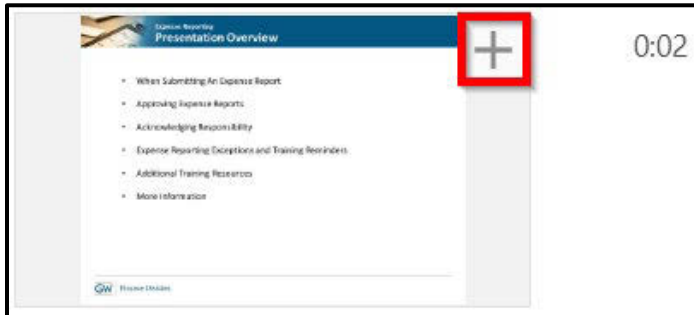 Expense Reporting
Presentation Overview
0:02
• When Submitting An Expense Report
• Approving Expense Reports
• Acknowledging Responsibility
• Expense Reporting Exceptions and Training Reminders
• Additional Training Resources
• More Information
GW Finance Division